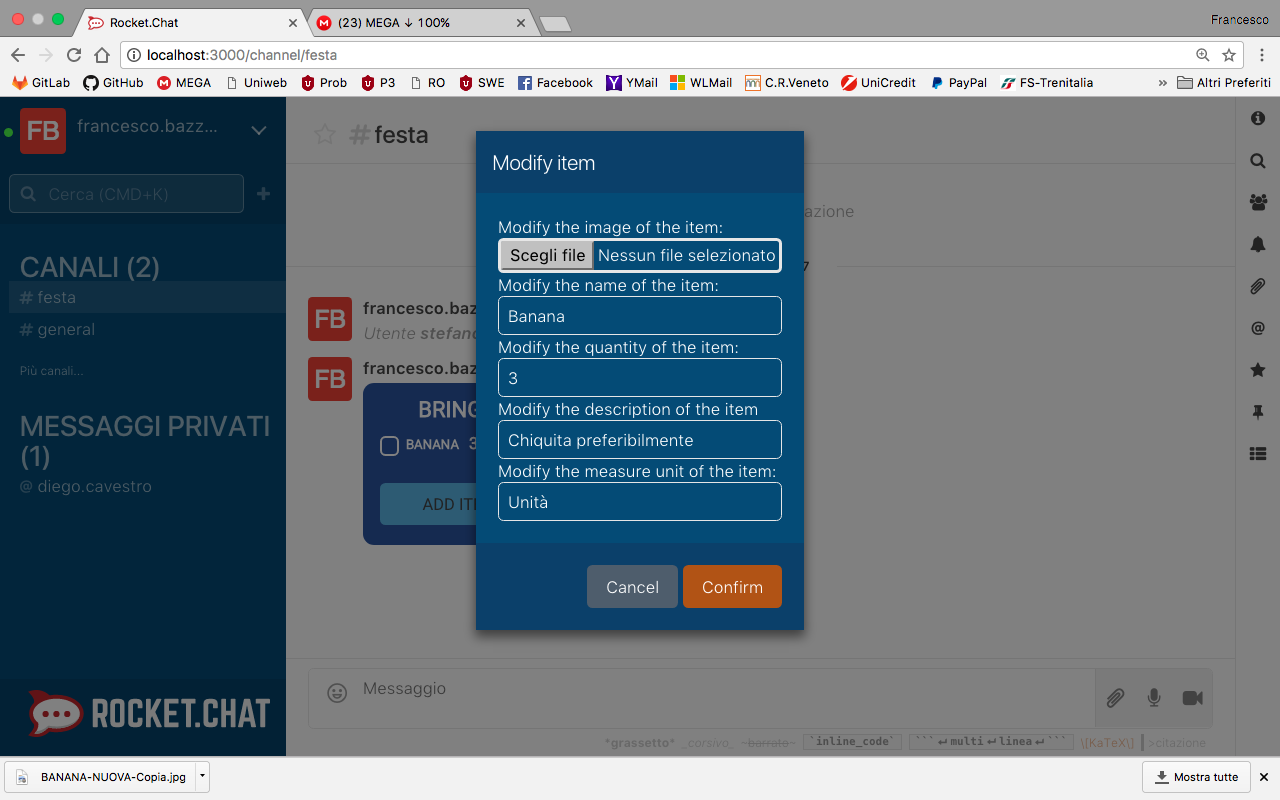 Rocket.Chat
(23) MEGA ↓ 100%
Francesco
localhost:3000/channel/festa
GitLab GitHub MEGA Uniweb Prob P3 RO SWE Facebook YMail WLMail C.R.Veneto UniCredit PayPal FS-Trenitalia » Altri Preferiti
FB francesco.bazz...
Cerca (CMD+K)
CANALI (2)
# festa
# general
Più canali...
MESSAGGI PRIVATI
(1)
@ diego.cavestro
ROCKET.CHAT
#festa
azione
7
FB francesco.baz
Utente stefano
FB francesco.baz
BRING
BANANA 3
ADD ITE
Modify item
Modify the image of the item:
Scegli file Nessun file selezionato
Modify the name of the item:
Banana
Modify the quantity of the item:
3
Modify the description of the item
Chiquita preferibilmente
Modify the measure unit of the item:
Unità
Cancel Confirm
Messaggio
*grassetto* _corsivo_ ~barrato~ `inline_code` ```↵multi↵linea↵``` \[KaTeX\] >citazione
BANANA-NUOVA-Copia.jpg
Mostra tutte